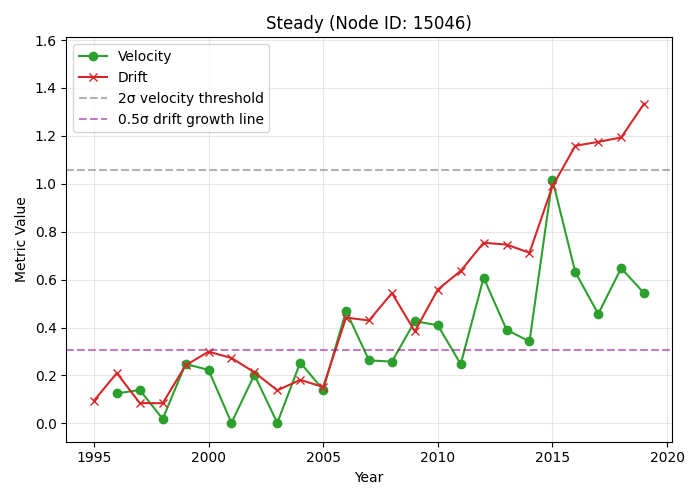 Steady (Node ID: 15046)
Velocity
Drift
2σ velocity threshold
0.5σ drift growth line
Metric Value
1.6
1.4
1.2
1.0
0.8
0.6
0.4
0.2
0.0
1995 2000 2005 2010 2015 2020
Year